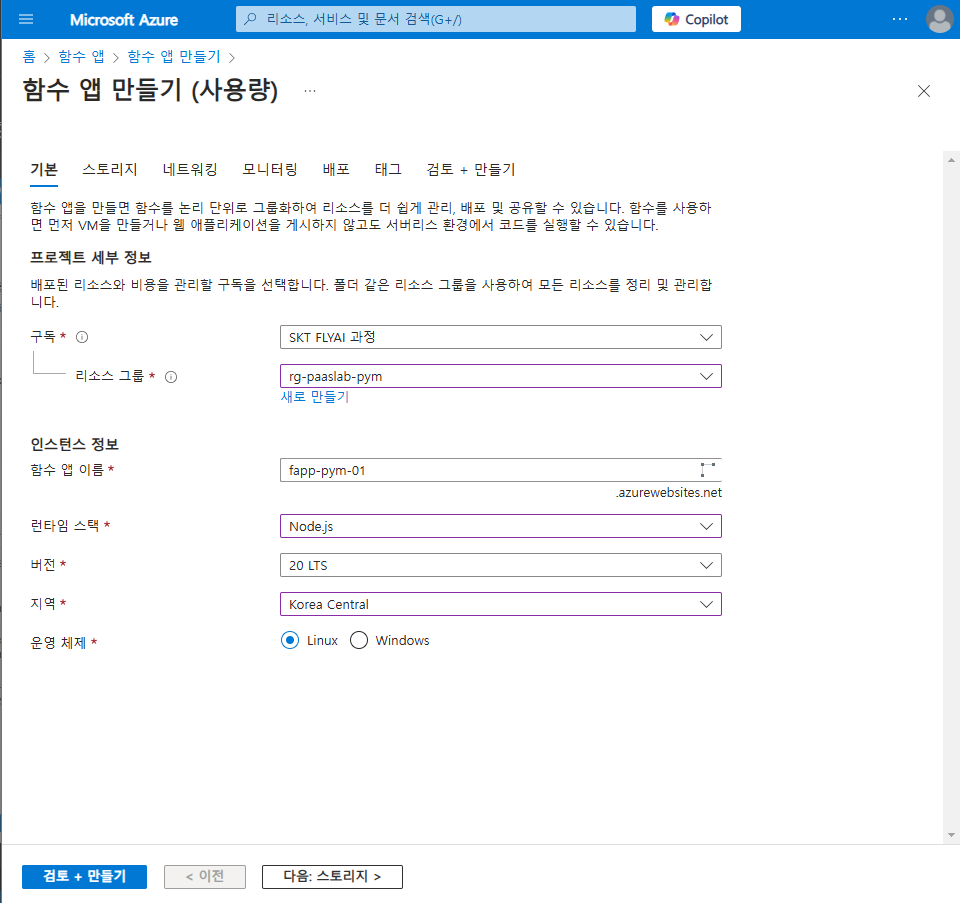 Microsoft Azure
리소스, 서비스 및 문서 검색(G+/)
Copilot
홈 > 함수 앱 > 함수 앱 만들기 >
함수 앱 만들기 (사용량)
기본 스토리지 네트워킹 모니터링 배포 태그 검토 + 만들기
함수 앱을 만들면 함수를 논리 단위로 그룹화하여 리소스를 더 쉽게 관리, 배포 및 공유할 수 있습니다. 함수를 사용하
면 먼저 VM을 만들거나 웹 애플리케이션을 게시하지 않고도 서버리스 환경에서 코드를 실행할 수 있습니다.
프로젝트 세부 정보
배포된 리소스와 비용을 관리할 구독을 선택합니다. 폴더 같은 리소스 그룹을 사용하여 모든 리소스를 정리 및 관리합
니다.
구독 * SKT FLYAI 과정
리소스 그룹 * rg-paaslab-pym
새로 만들기
인스턴스 정보
함수 앱 이름 * fapp-pym-01
.azurewebsites.net
런타임 스택 * Node.js
버전 * 20 LTS
지역 * Korea Central
운영 체제 * Linux Windows
검토 + 만들기 < 이전 다음: 스토리지 >